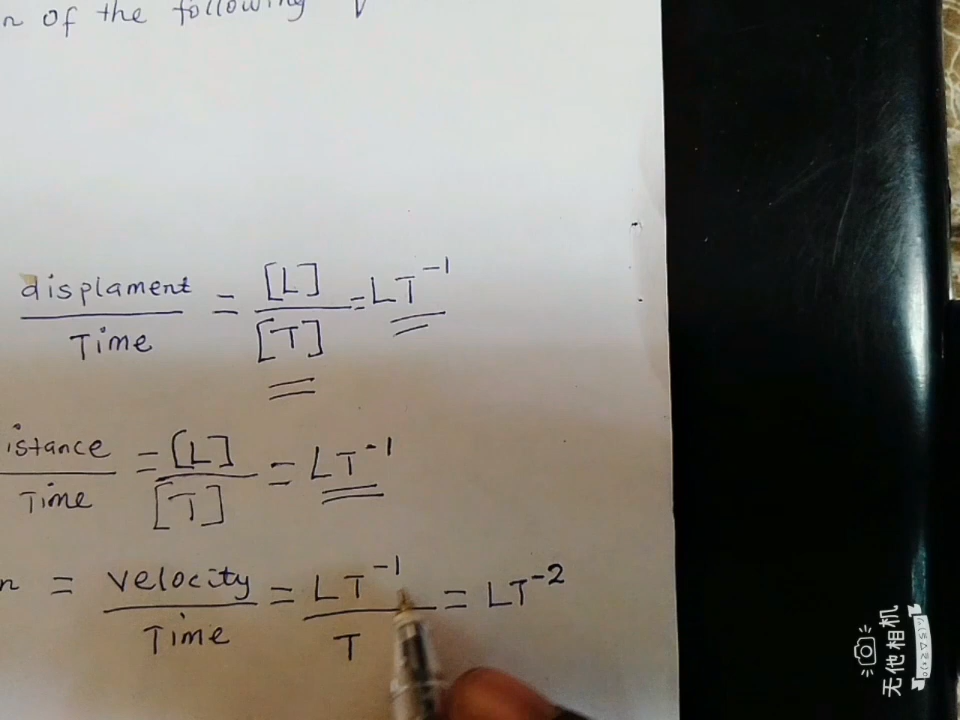 n of the following
displament / Time = [L] / [T] = LT⁻¹
istance / Time = [L] / [T] = LT⁻¹
n = velocity / Time = LT⁻¹ / T = LT⁻²
无他相机